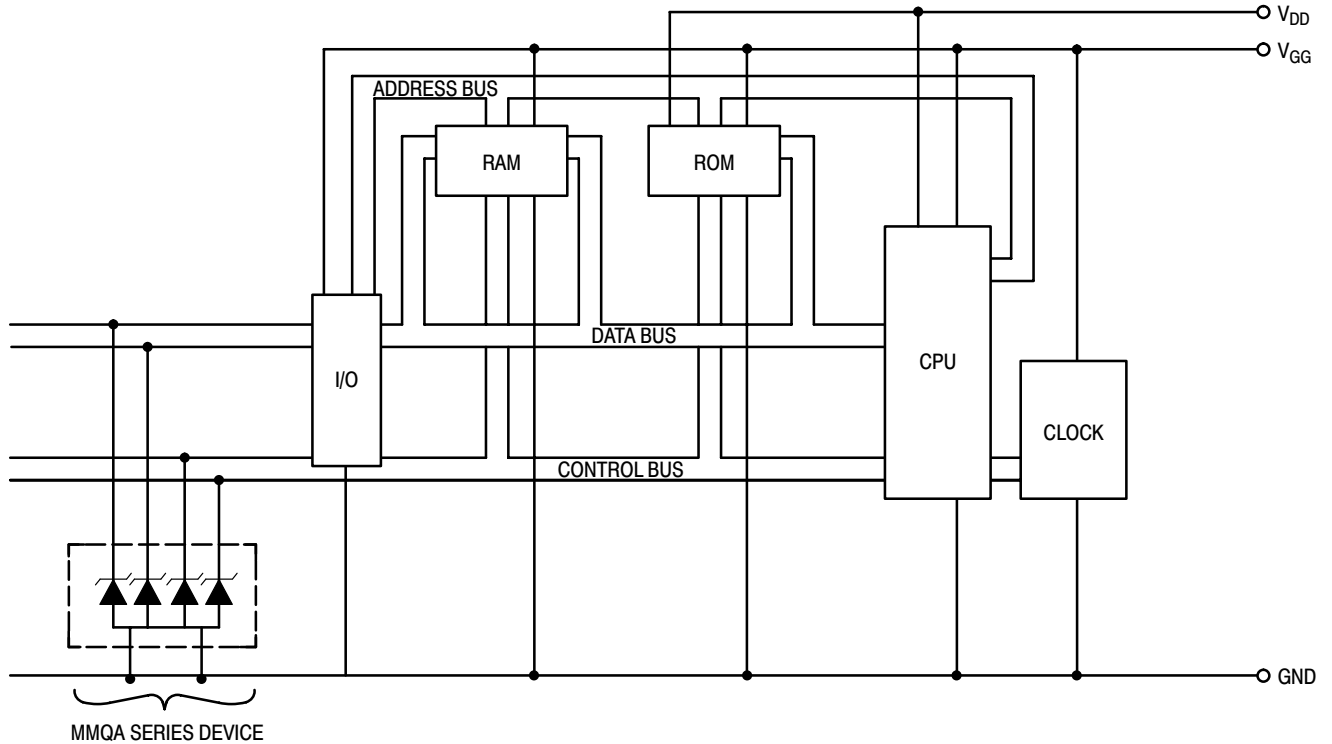 V_DD
V_GG
ADDRESS BUS
RAM
ROM
DATA BUS
CPU
I/O
CLOCK
CONTROL BUS
GND
MMQA SERIES DEVICE